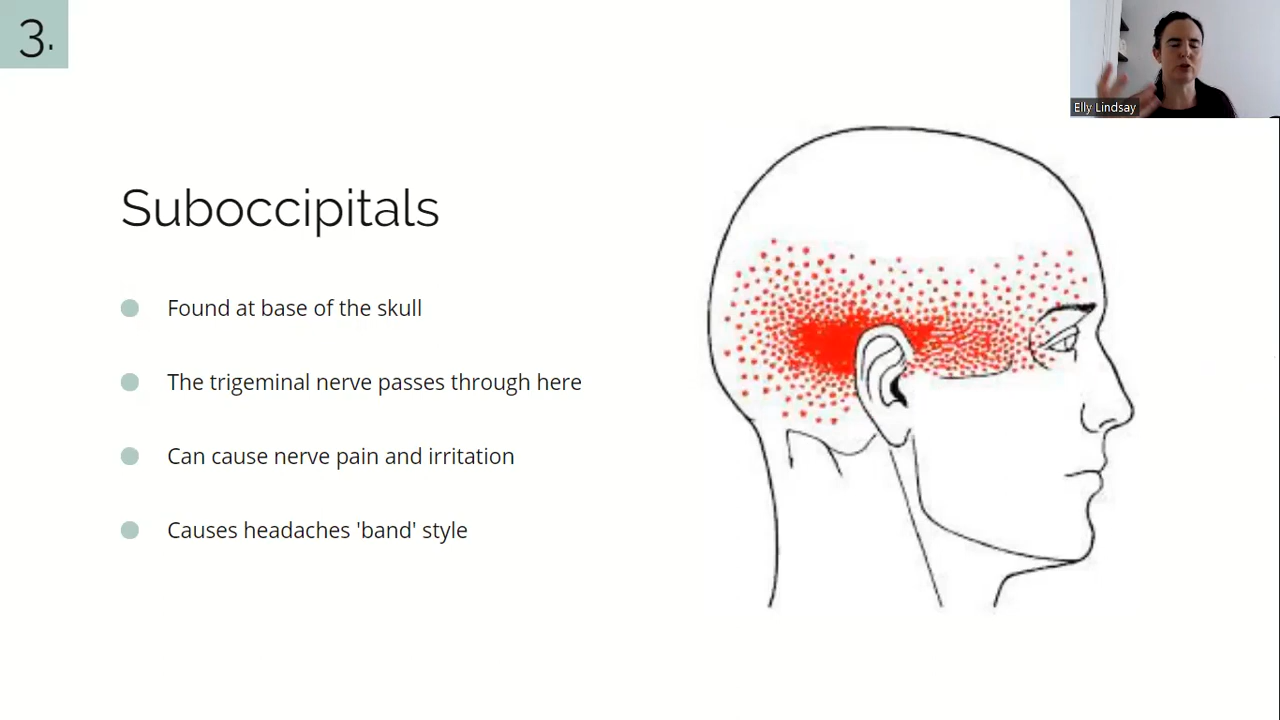 3.
Elly Lindsay
Suboccipitals
Found at base of the skull
The trigeminal nerve passes through here
Can cause nerve pain and irritation
Causes headaches 'band' style